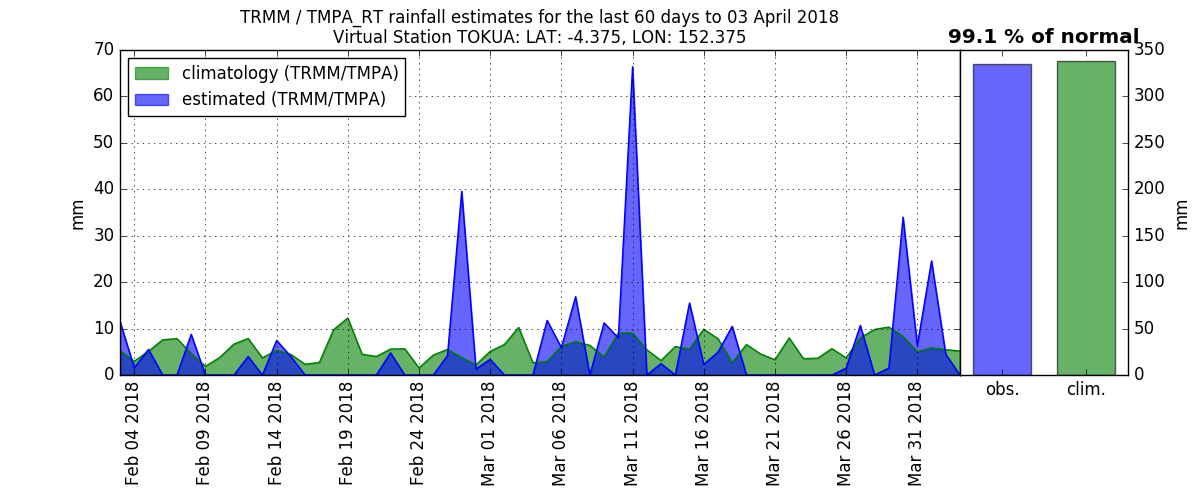 TRMM / TMPA_RT rainfall estimates for the last 60 days to 03 April 2018
Virtual Station TOKUA: LAT: -4.375, LON: 152.375
99.1 % of normal
climatology (TRMM/TMPA)
estimated (TRMM/TMPA)
70
60
50
40
30
20
10
0
mm
350
300
250
200
150
100
50
0
mm
Feb 04 2018
Feb 09 2018
Feb 14 2018
Feb 19 2018
Feb 24 2018
Mar 01 2018
Mar 06 2018
Mar 11 2018
Mar 16 2018
Mar 21 2018
Mar 26 2018
Mar 31 2018
obs.
clim.